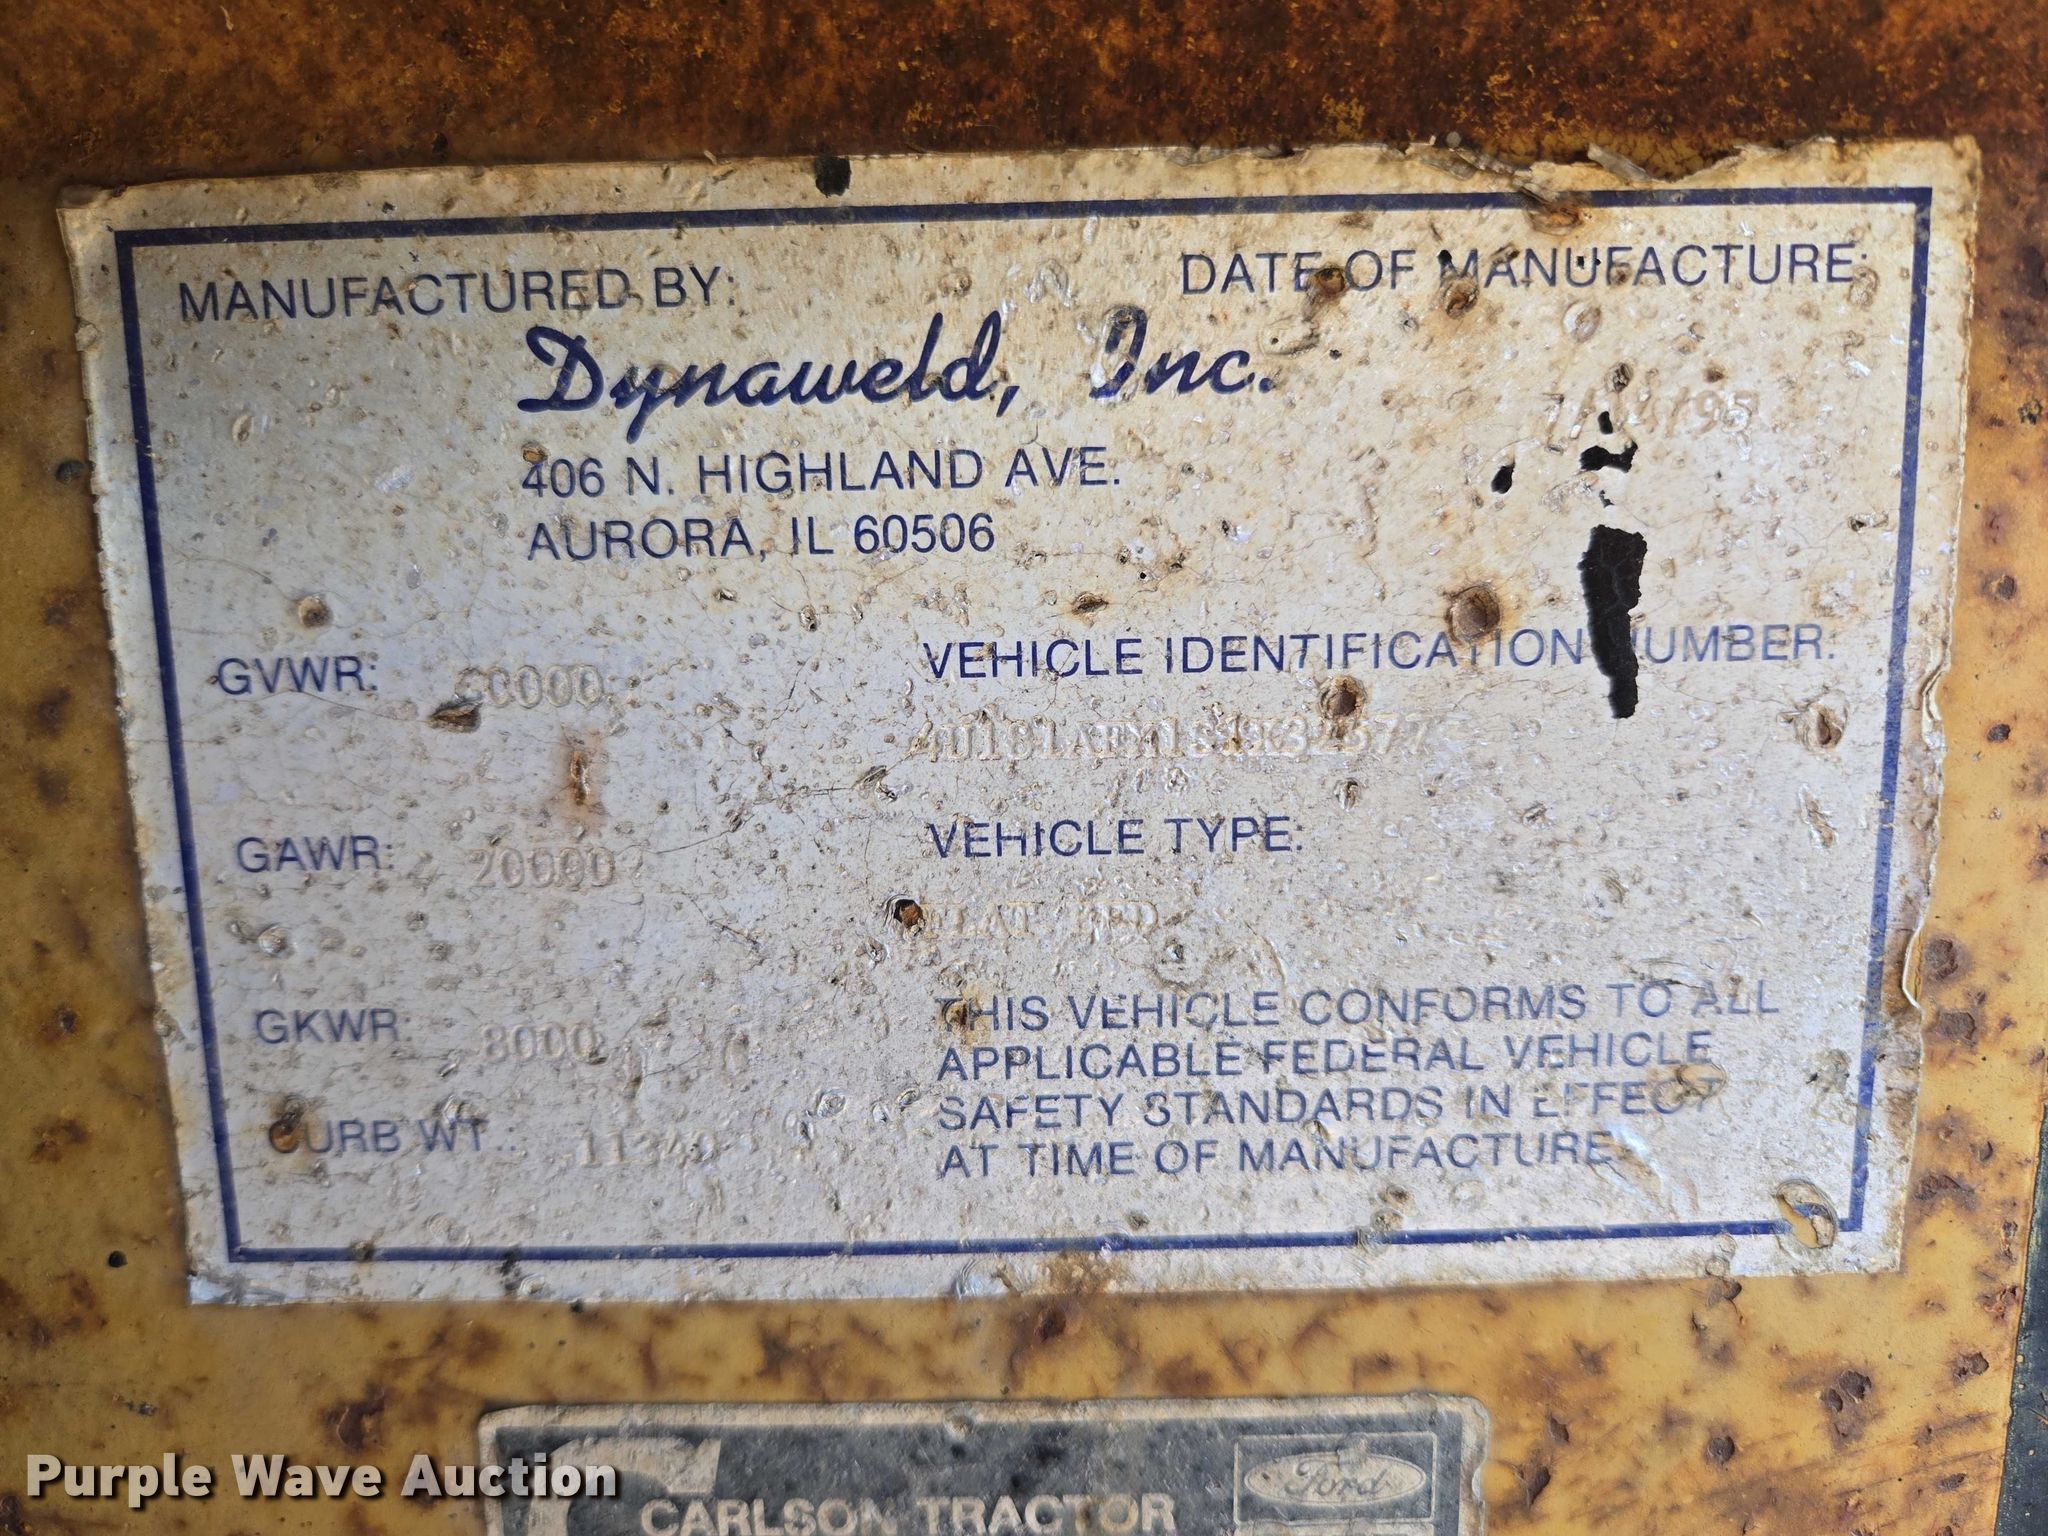 MANUFACTURED BY:
DATE OF MANUFACTURE:
Dynaweld, Inc.
406 N. HIGHLAND AVE.
AURORA, IL 60506
GVWR:
VEHICLE IDENTIFICATION NUMBER:
GAWR: 20000
VEHICLE TYPE:
FLAT BED
GKWR: 8000
THIS VEHICLE CONFORMS TO ALL
APPLICABLE FEDERAL VEHICLE
SAFETY STANDARDS IN EFFECT
AT TIME OF MANUFACTURE
CURB WT.:
Ford
CARLSON TRACTOR
Purple Wave Auction